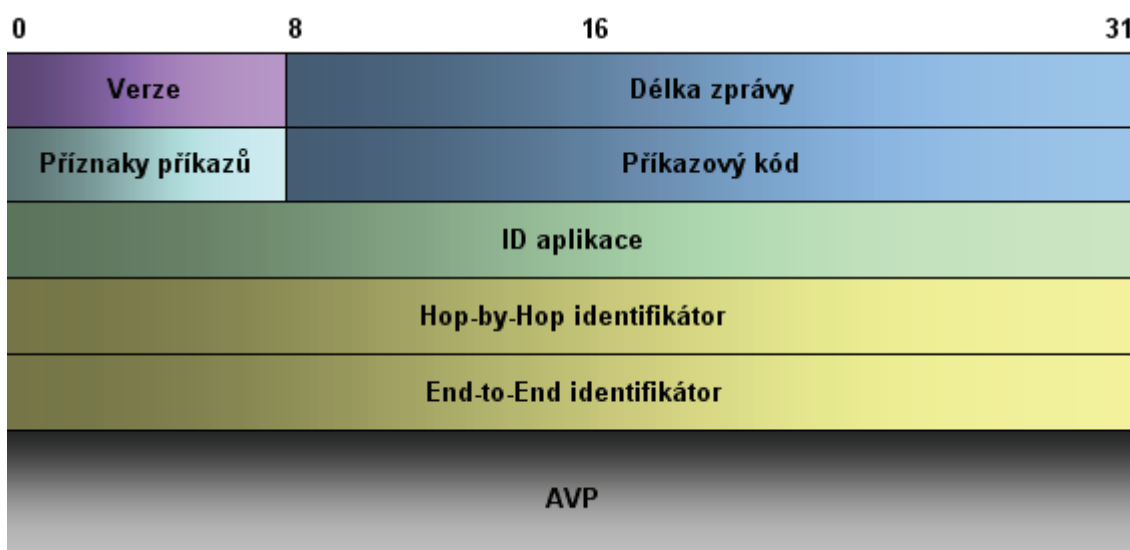 0 8 16 31
Verze Délka zprávy
Příznaky příkazů Příkazový kód
ID aplikace
Hop-by-Hop identifikátor
End-to-End identifikátor
AVP